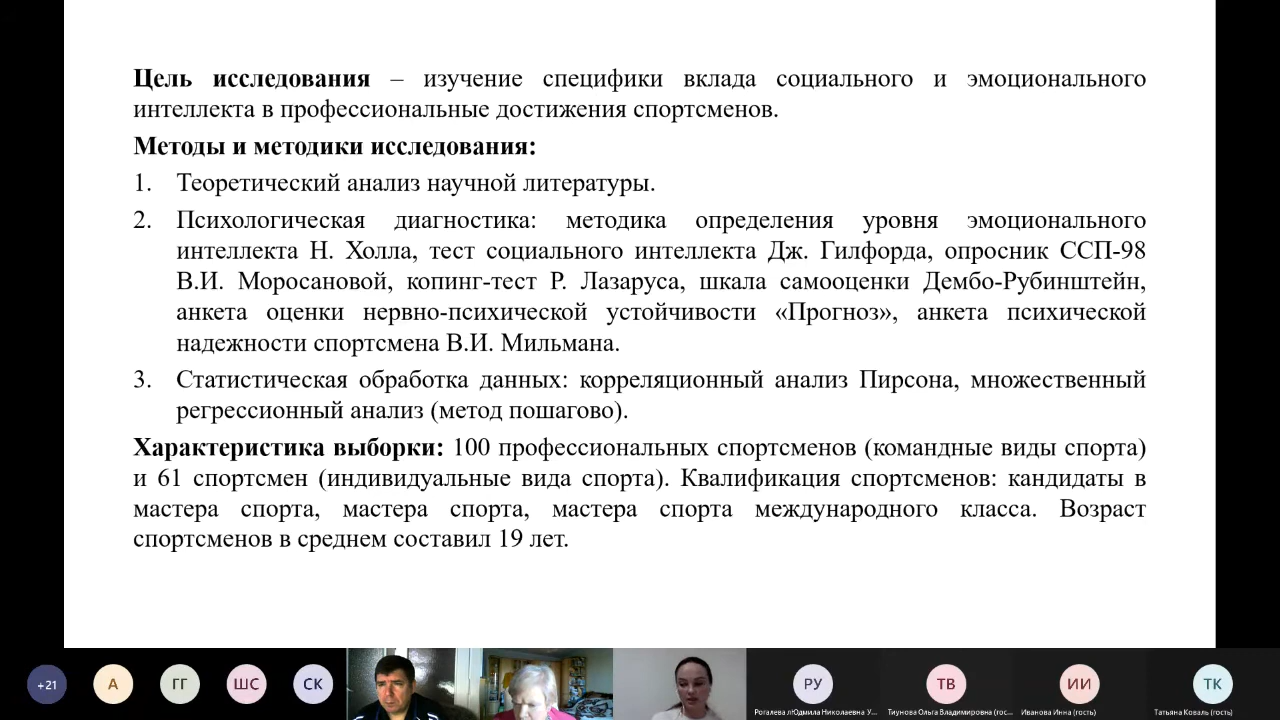 Цель исследования – изучение специфики вклада социального и эмоционального
интеллекта в профессиональные достижения спортсменов.
Методы и методики исследования:
1. Теоретический анализ научной литературы.
2. Психологическая диагностика: методика определения уровня эмоционального
интеллекта Н. Холла, тест социального интеллекта Дж. Гилфорда, опросник ССП-98
В.И. Моросановой, копинг-тест Р. Лазаруса, шкала самооценки Дембо-Рубинштейн,
анкета оценки нервно-психической устойчивости «Прогноз», анкета психической
надежности спортсмена В.И. Мильмана.
3. Статистическая обработка данных: корреляционный анализ Пирсона, множественный
регрессионный анализ (метод пошагово).
Характеристика выборки: 100 профессиональных спортсменов (командные виды спорта)
и 61 спортсмен (индивидуальные вида спорта). Квалификация спортсменов: кандидаты в
мастера спорта, мастера спорта, мастера спорта международного класса. Возраст
спортсменов в среднем составил 19 лет.
+21 А ГГ ШС СК РУ ТВ ИИ ТК
Рогалева лЮдмила Николаевна У... Тиунова Ольга Владимировна (гос... Иванова Инна (гость) Татьяна Коваль (гость)